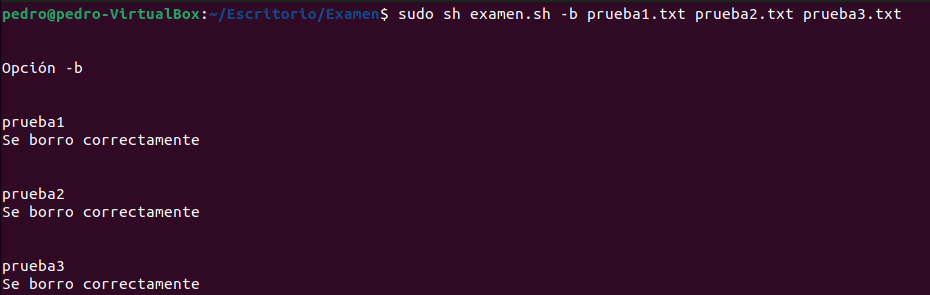 pedro@pedro-VirtualBox:~/Escritorio/Examen$ sudo sh examen.sh -b prueba1.txt prueba2.txt prueba3.txt
Opción -b
prueba1
Se borro correctamente
prueba2
Se borro correctamente
prueba3
Se borro correctamente